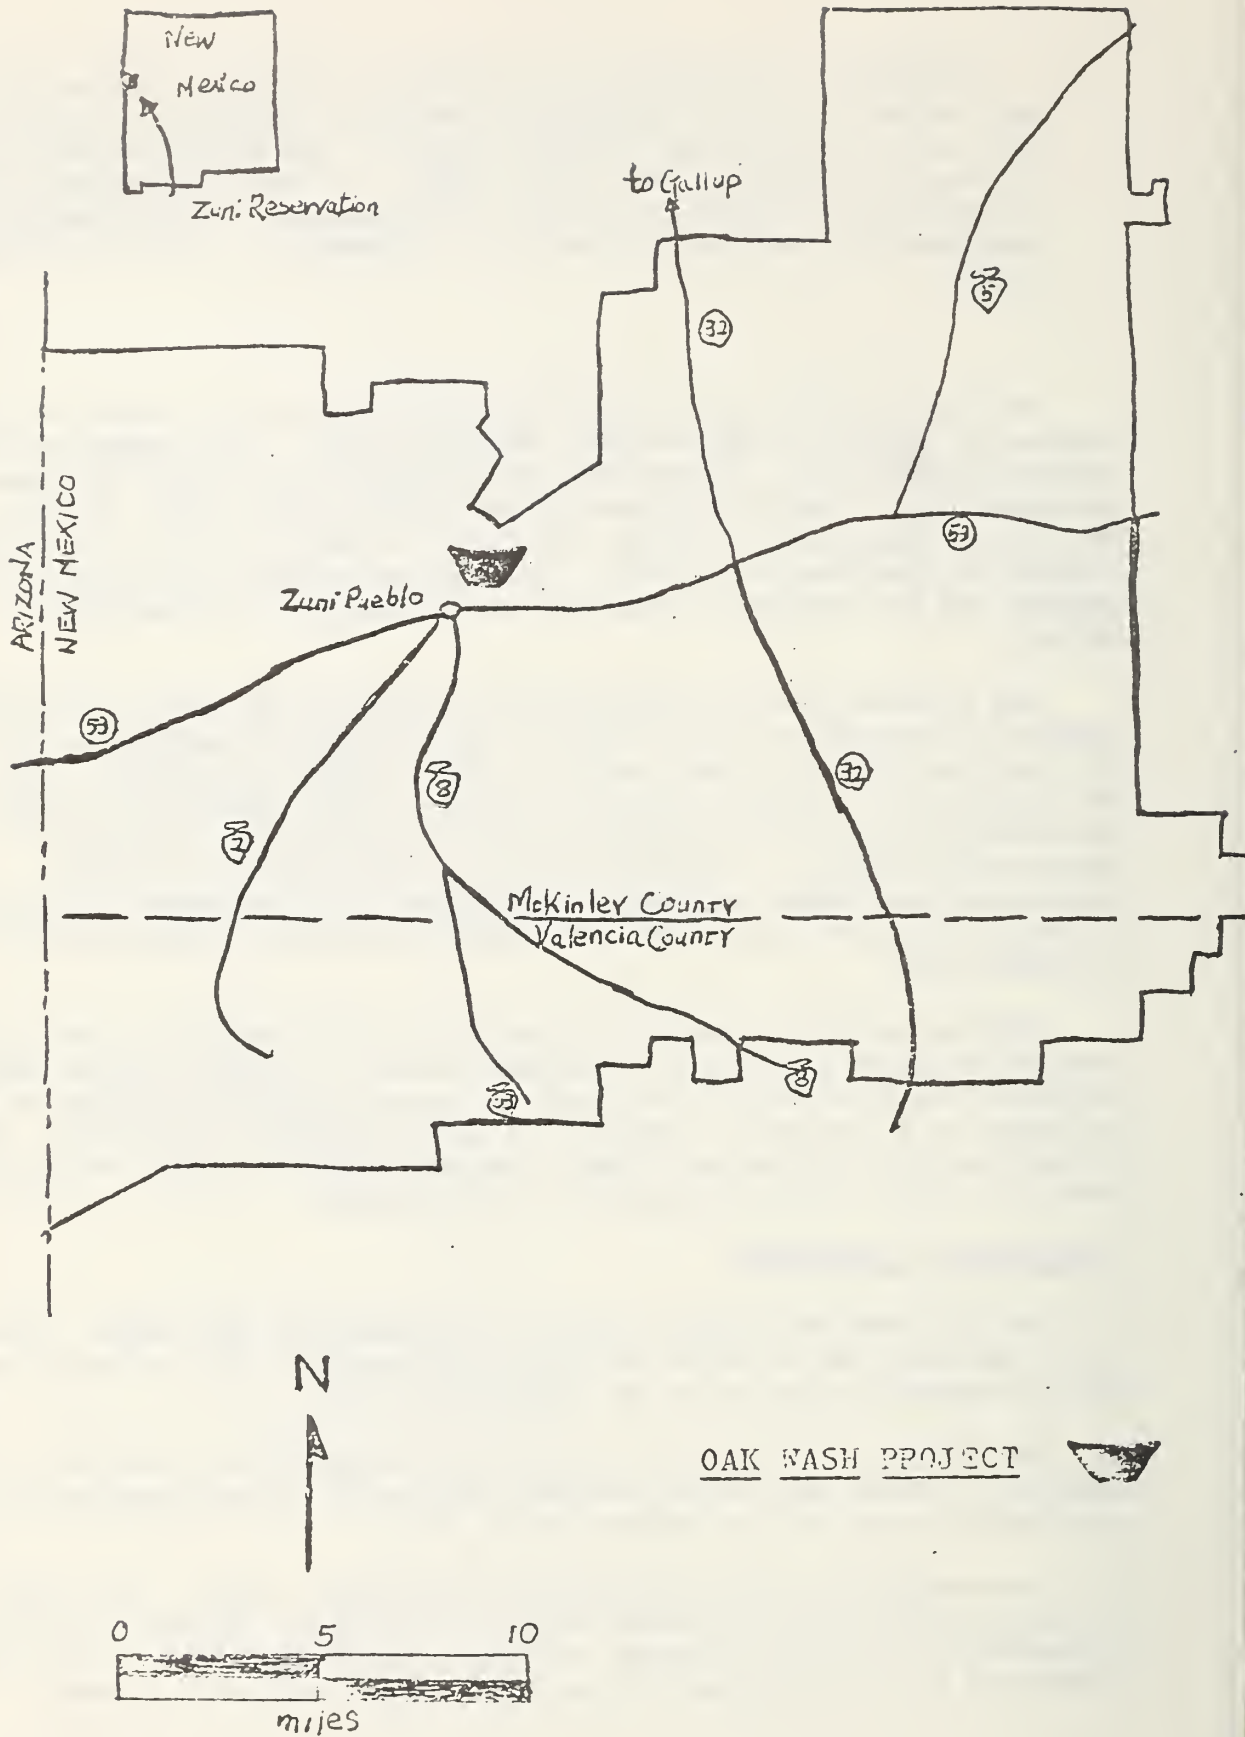 New
Mexico
Zuni Reservation
to Gallup
32
5
ARIZONA
NEW MEXICO
53
Zuni Pueblo
53
8
32
2
McKinley County
Valencia County
8
N
OAK WASH PROJECT
0 5 10
miles